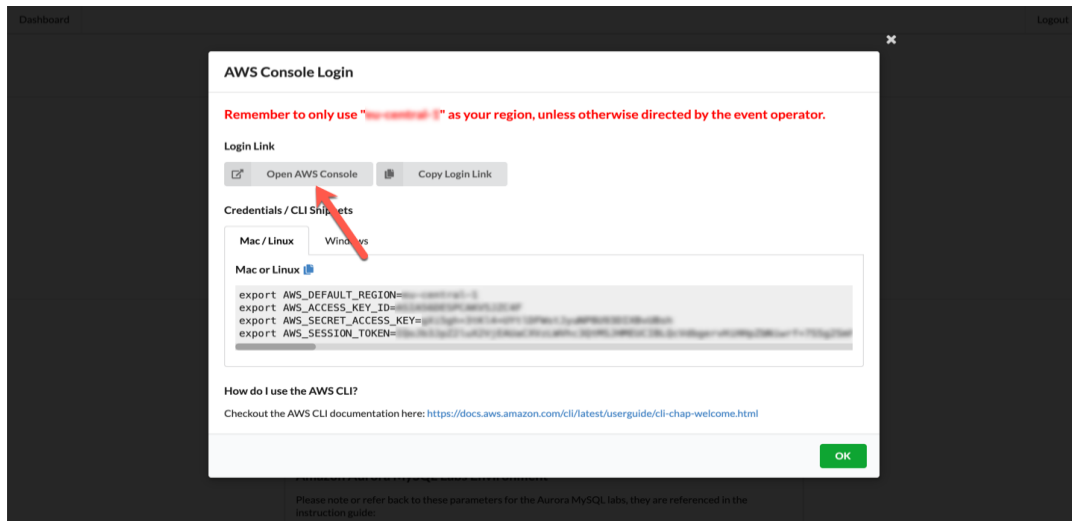 Dashboard
Logout
AWS Console Login
Remember to only use "" as your region, unless otherwise directed by the event operator.
Login Link
Open AWS Console
Copy Login Link
Credentials / CLI Snippets
Mac / Linux
Windows
Mac or Linux
export AWS_DEFAULT_REGION=
export AWS_ACCESS_KEY_ID=
export AWS_SECRET_ACCESS_KEY=
export AWS_SESSION_TOKEN=
How do I use the AWS CLI?
Checkout the AWS CLI documentation here: https://docs.aws.amazon.com/cli/latest/userguide/cli-chap-welcome.html
OK
Please note or refer back to these parameters for the Aurora MySQL labs, they are referenced in the
instruction guide: